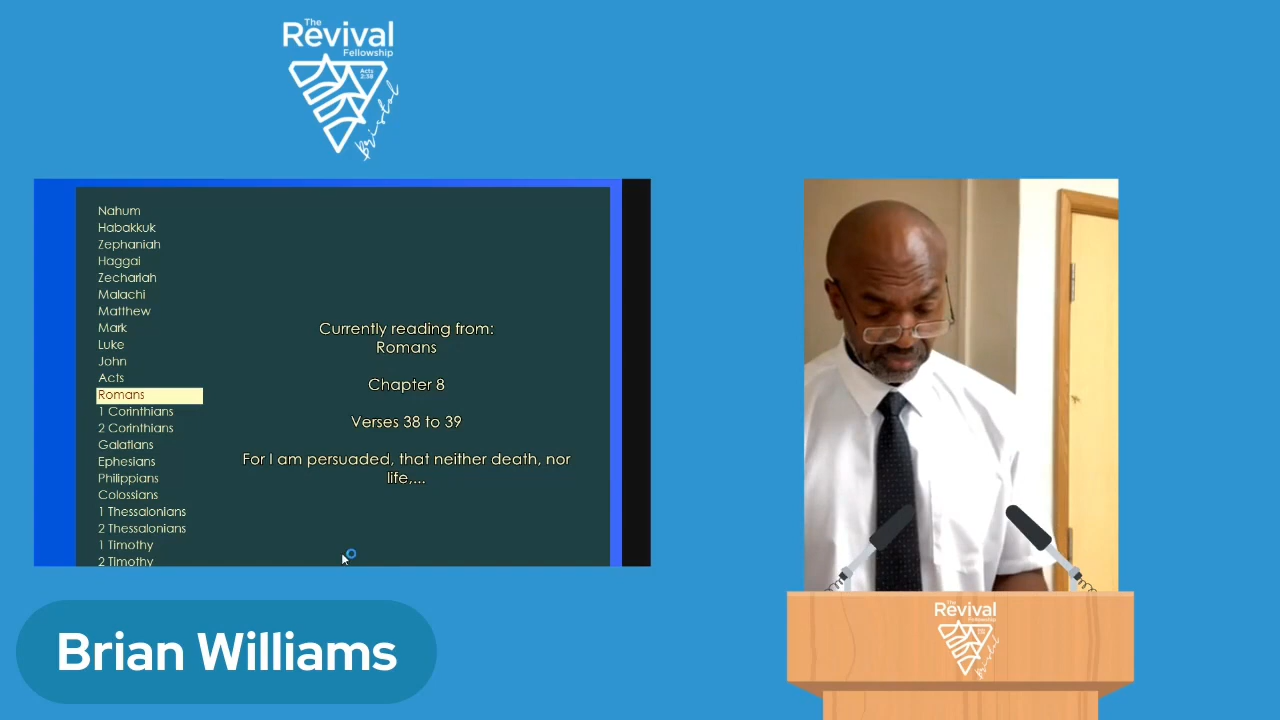 The
Revival
Fellowship
Acts
2:38
Bristol
Nahum
Habakkuk
Zephaniah
Haggai
Zechariah
Malachi
Matthew
Mark
Luke
John
Acts
Romans
1 Corinthians
2 Corinthians
Galatians
Ephesians
Philippians
Colossians
1 Thessalonians
2 Thessalonians
1 Timothy
2 Timothy
Currently reading from:
Romans
Chapter 8
Verses 38 to 39
For I am persuaded, that neither death, nor
life,...
Brian Williams
The
Revival
Fellowship
Bristol